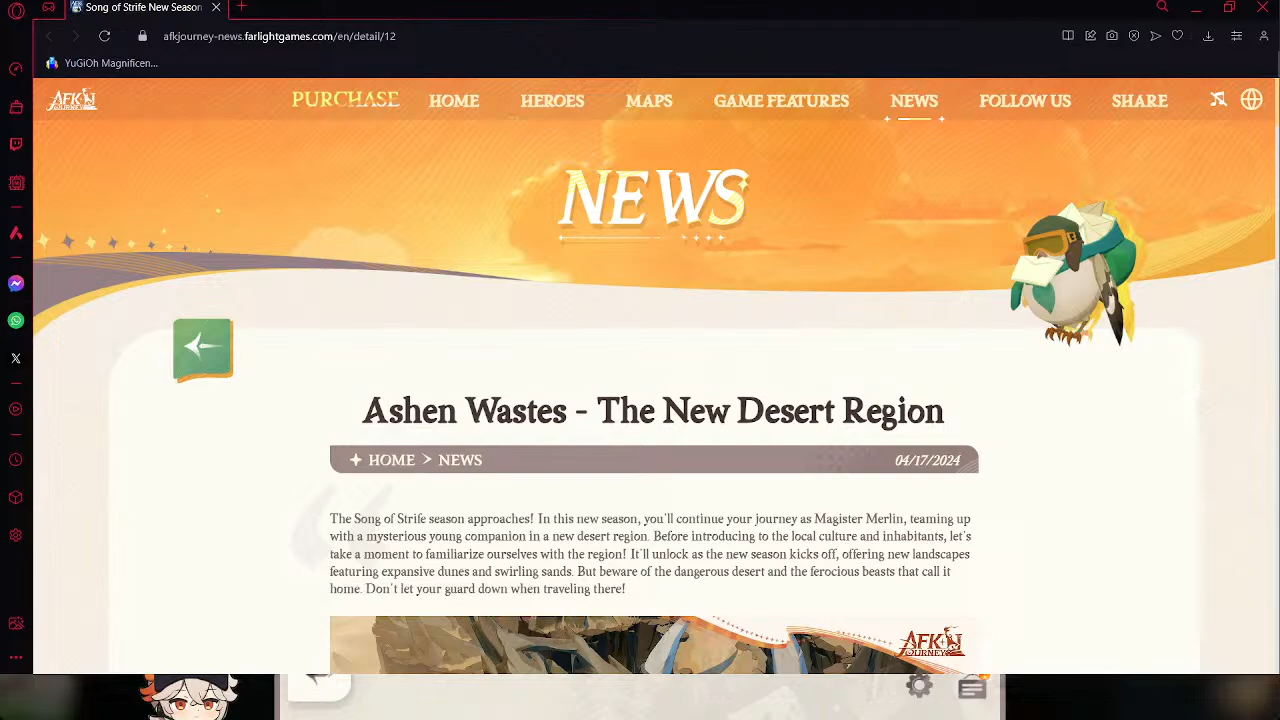 Song of Strife New Season
afkjourney-news.farlightgames.com/en/detail/12
YuGiOh Magnificen...
AFK JOURNEY
PURCHASE HOME HEROES MAPS GAME FEATURES NEWS FOLLOW US SHARE
NEWS
Ashen Wastes - The New Desert Region
HOME > NEWS 04/17/2024
The Song of Strife season approaches! In this new season, you'll continue your journey as Magister Merlin, teaming up
with a mysterious young companion in a new desert region. Before introducing to the local culture and inhabitants, let's
take a moment to familiarize ourselves with the region! It'll unlock as the new season kicks off, offering new landscapes
featuring expansive dunes and swirling sands. But beware of the dangerous desert and the ferocious beasts that call it
home. Don't let your guard down when traveling there!
AFK JOURNEY